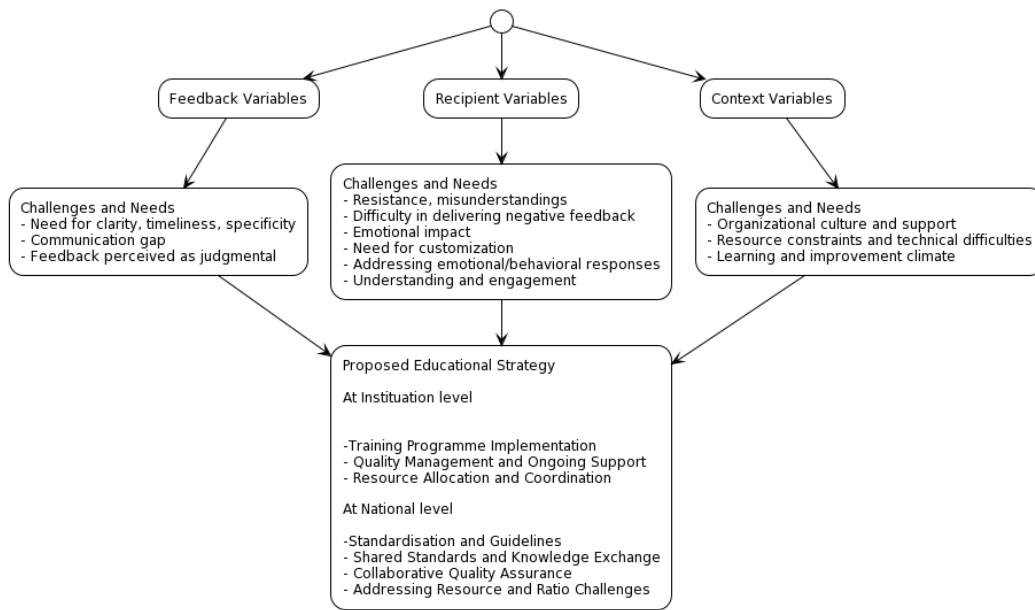 Feedback Variables
Recipient Variables
Context Variables
Challenges and Needs
- Need for clarity, timeliness, specificity
- Communication gap
- Feedback perceived as judgmental
Challenges and Needs
- Resistance, misunderstandings
- Difficulty in delivering negative feedback
- Emotional impact
- Need for customization
- Addressing emotional/behavioral responses
- Understanding and engagement
Challenges and Needs
- Organizational culture and support
- Resource constraints and technical difficulties
- Learning and improvement climate
Proposed Educational Strategy
At Instituation level
-Training Programme Implementation
- Quality Management and Ongoing Support
- Resource Allocation and Coordination
At National level
-Standardisation and Guidelines
- Shared Standards and Knowledge Exchange
- Collaborative Quality Assurance
- Addressing Resource and Ratio Challenges